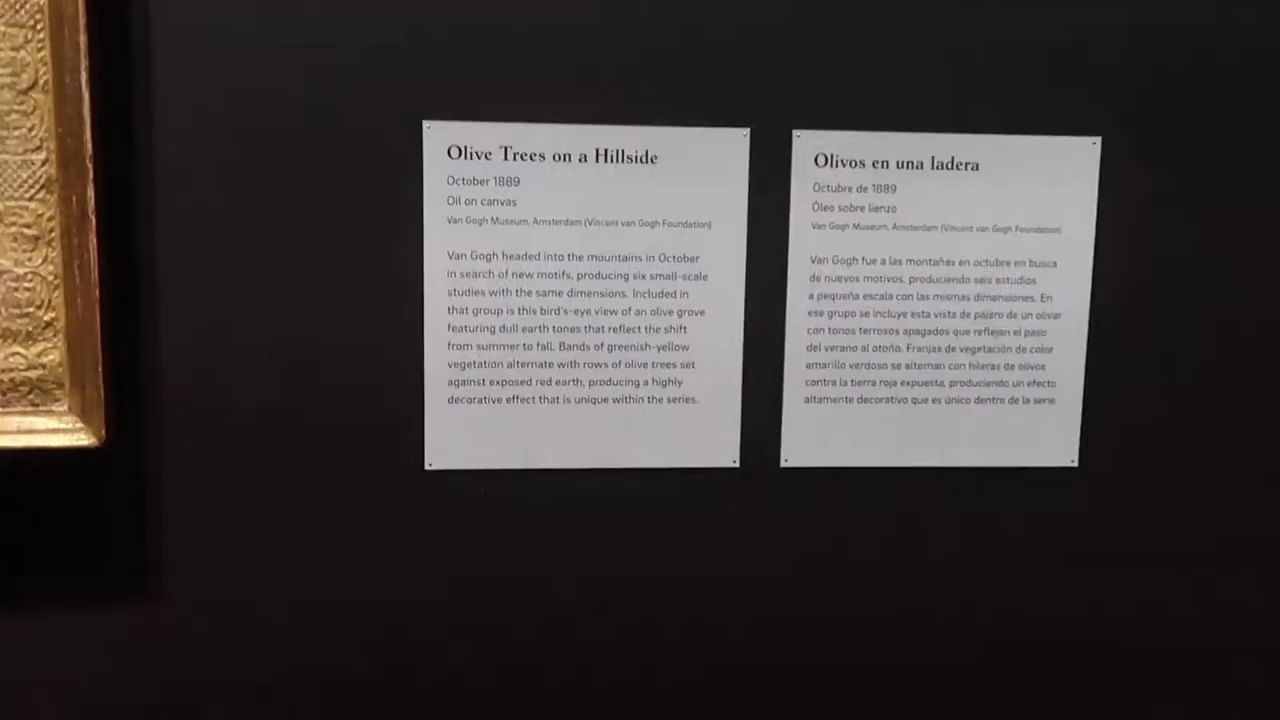 Olive Trees on a Hillside
October 1889
Oil on canvas
Van Gogh Museum, Amsterdam (Vincent van Gogh Foundation)
Van Gogh headed into the mountains in October
in search of new motifs, producing six small-scale
studies with the same dimensions. Included in
that group is this bird's-eye view of an olive grove
featuring dull earth tones that reflect the shift
from summer to fall. Bands of greenish-yellow
vegetation alternate with rows of olive trees set
against exposed red earth, producing a highly
decorative effect that is unique within the series.
Olivos en una ladera
Octubre de 1889
Óleo sobre lienzo
Van Gogh Museum, Ámsterdam (Vincent van Gogh Foundation)
Van Gogh fue a las montañas en octubre en busca
de nuevos motivos, produciendo seis estudios
a pequeña escala con las mismas dimensiones. En
ese grupo se incluye esta vista de pájaro de un olivar
con tonos terrosos apagados que reflejan el paso
del verano al otoño. Franjas de vegetación de color
amarillo verdoso se alternan con hileras de olivos
contra la tierra roja expuesta, produciendo un efecto
altamente decorativo que es único dentro de la serie.